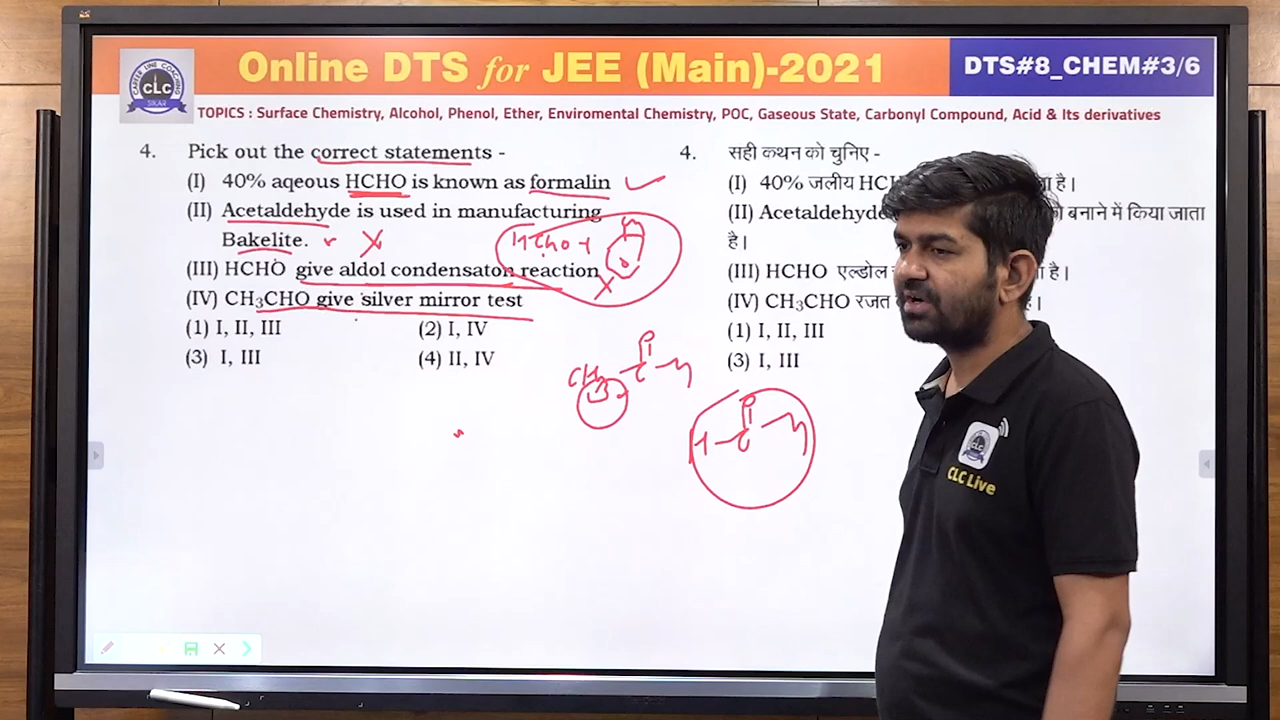 Online DTS for JEE (Main)-2021
DTS#8_CHEM#3/6
CAREER LINE COACHING
CLC
SIKAR
TOPICS : Surface Chemistry, Alcohol, Phenol, Ether, Enviromental Chemistry, POC, Gaseous State, Carbonyl Compound, Acid & Its derivatives
4. Pick out the correct statements -
(I) 40% aqeous HCHO is known as formalin
(II) Acetaldehyde is used in manufacturing
Bakelite.
HCHO +
(III) HCHO give aldol condensaton reaction
(IV) CH₃CHO give silver mirror test
(1) I, II, III (2) I, IV
(3) I, III (4) II, IV
CH₃ - C - H
H - C - H
4. सही कथन को चुनिए -
(I) 40% जलीय है।
(II) Acetaldehyde बनाने में किया जाता
है।
(III) HCHO एल्डोल है।
(IV) CH₃CHO रजत
(1) I, II, III
(3) I, III
CLC
CLC Live